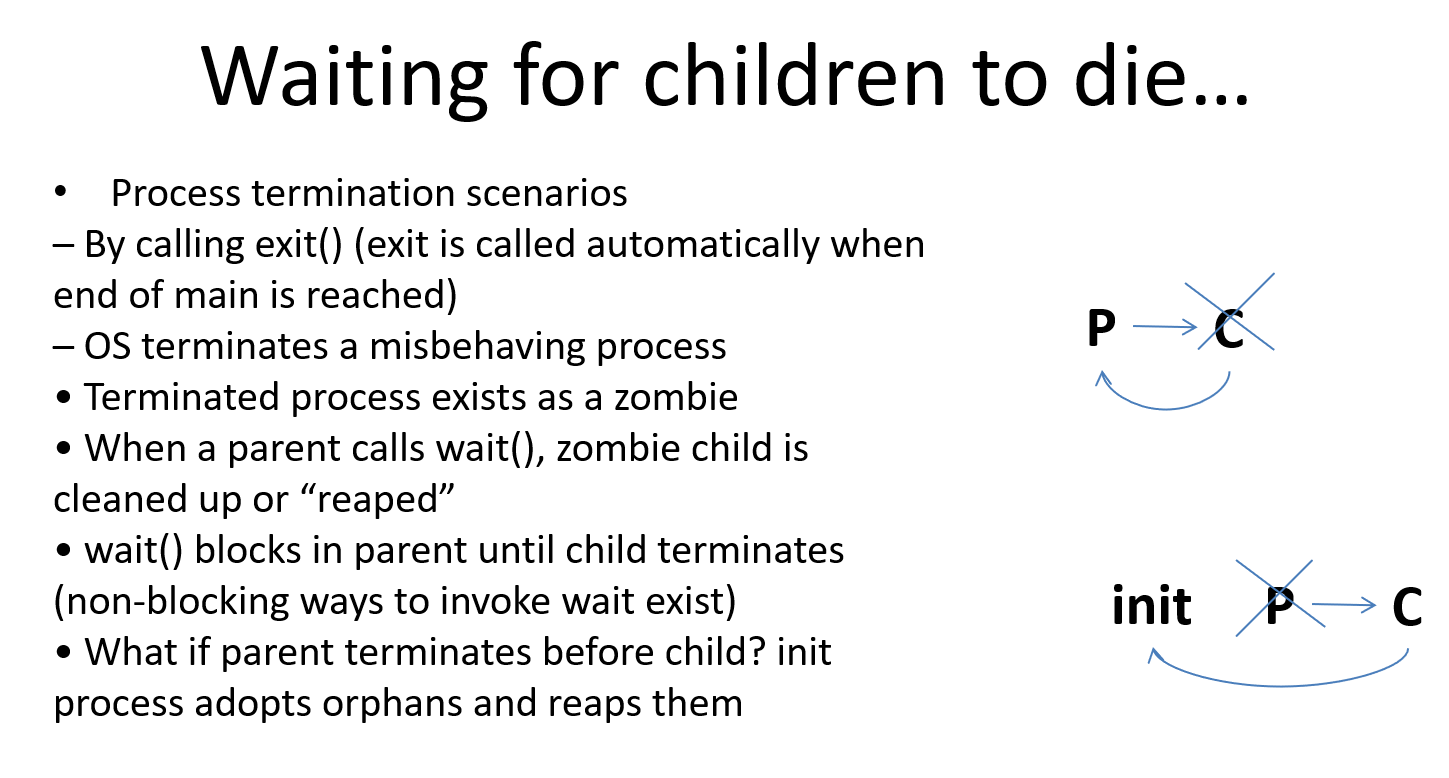 Waiting for children to die...
• Process termination scenarios
– By calling exit() (exit is called automatically when
end of main is reached)
– OS terminates a misbehaving process
• Terminated process exists as a zombie
• When a parent calls wait(), zombie child is
cleaned up or “reaped”
• wait() blocks in parent until child terminates
(non-blocking ways to invoke wait exist)
• What if parent terminates before child? init
process adopts orphans and reaps them
P C
init P C